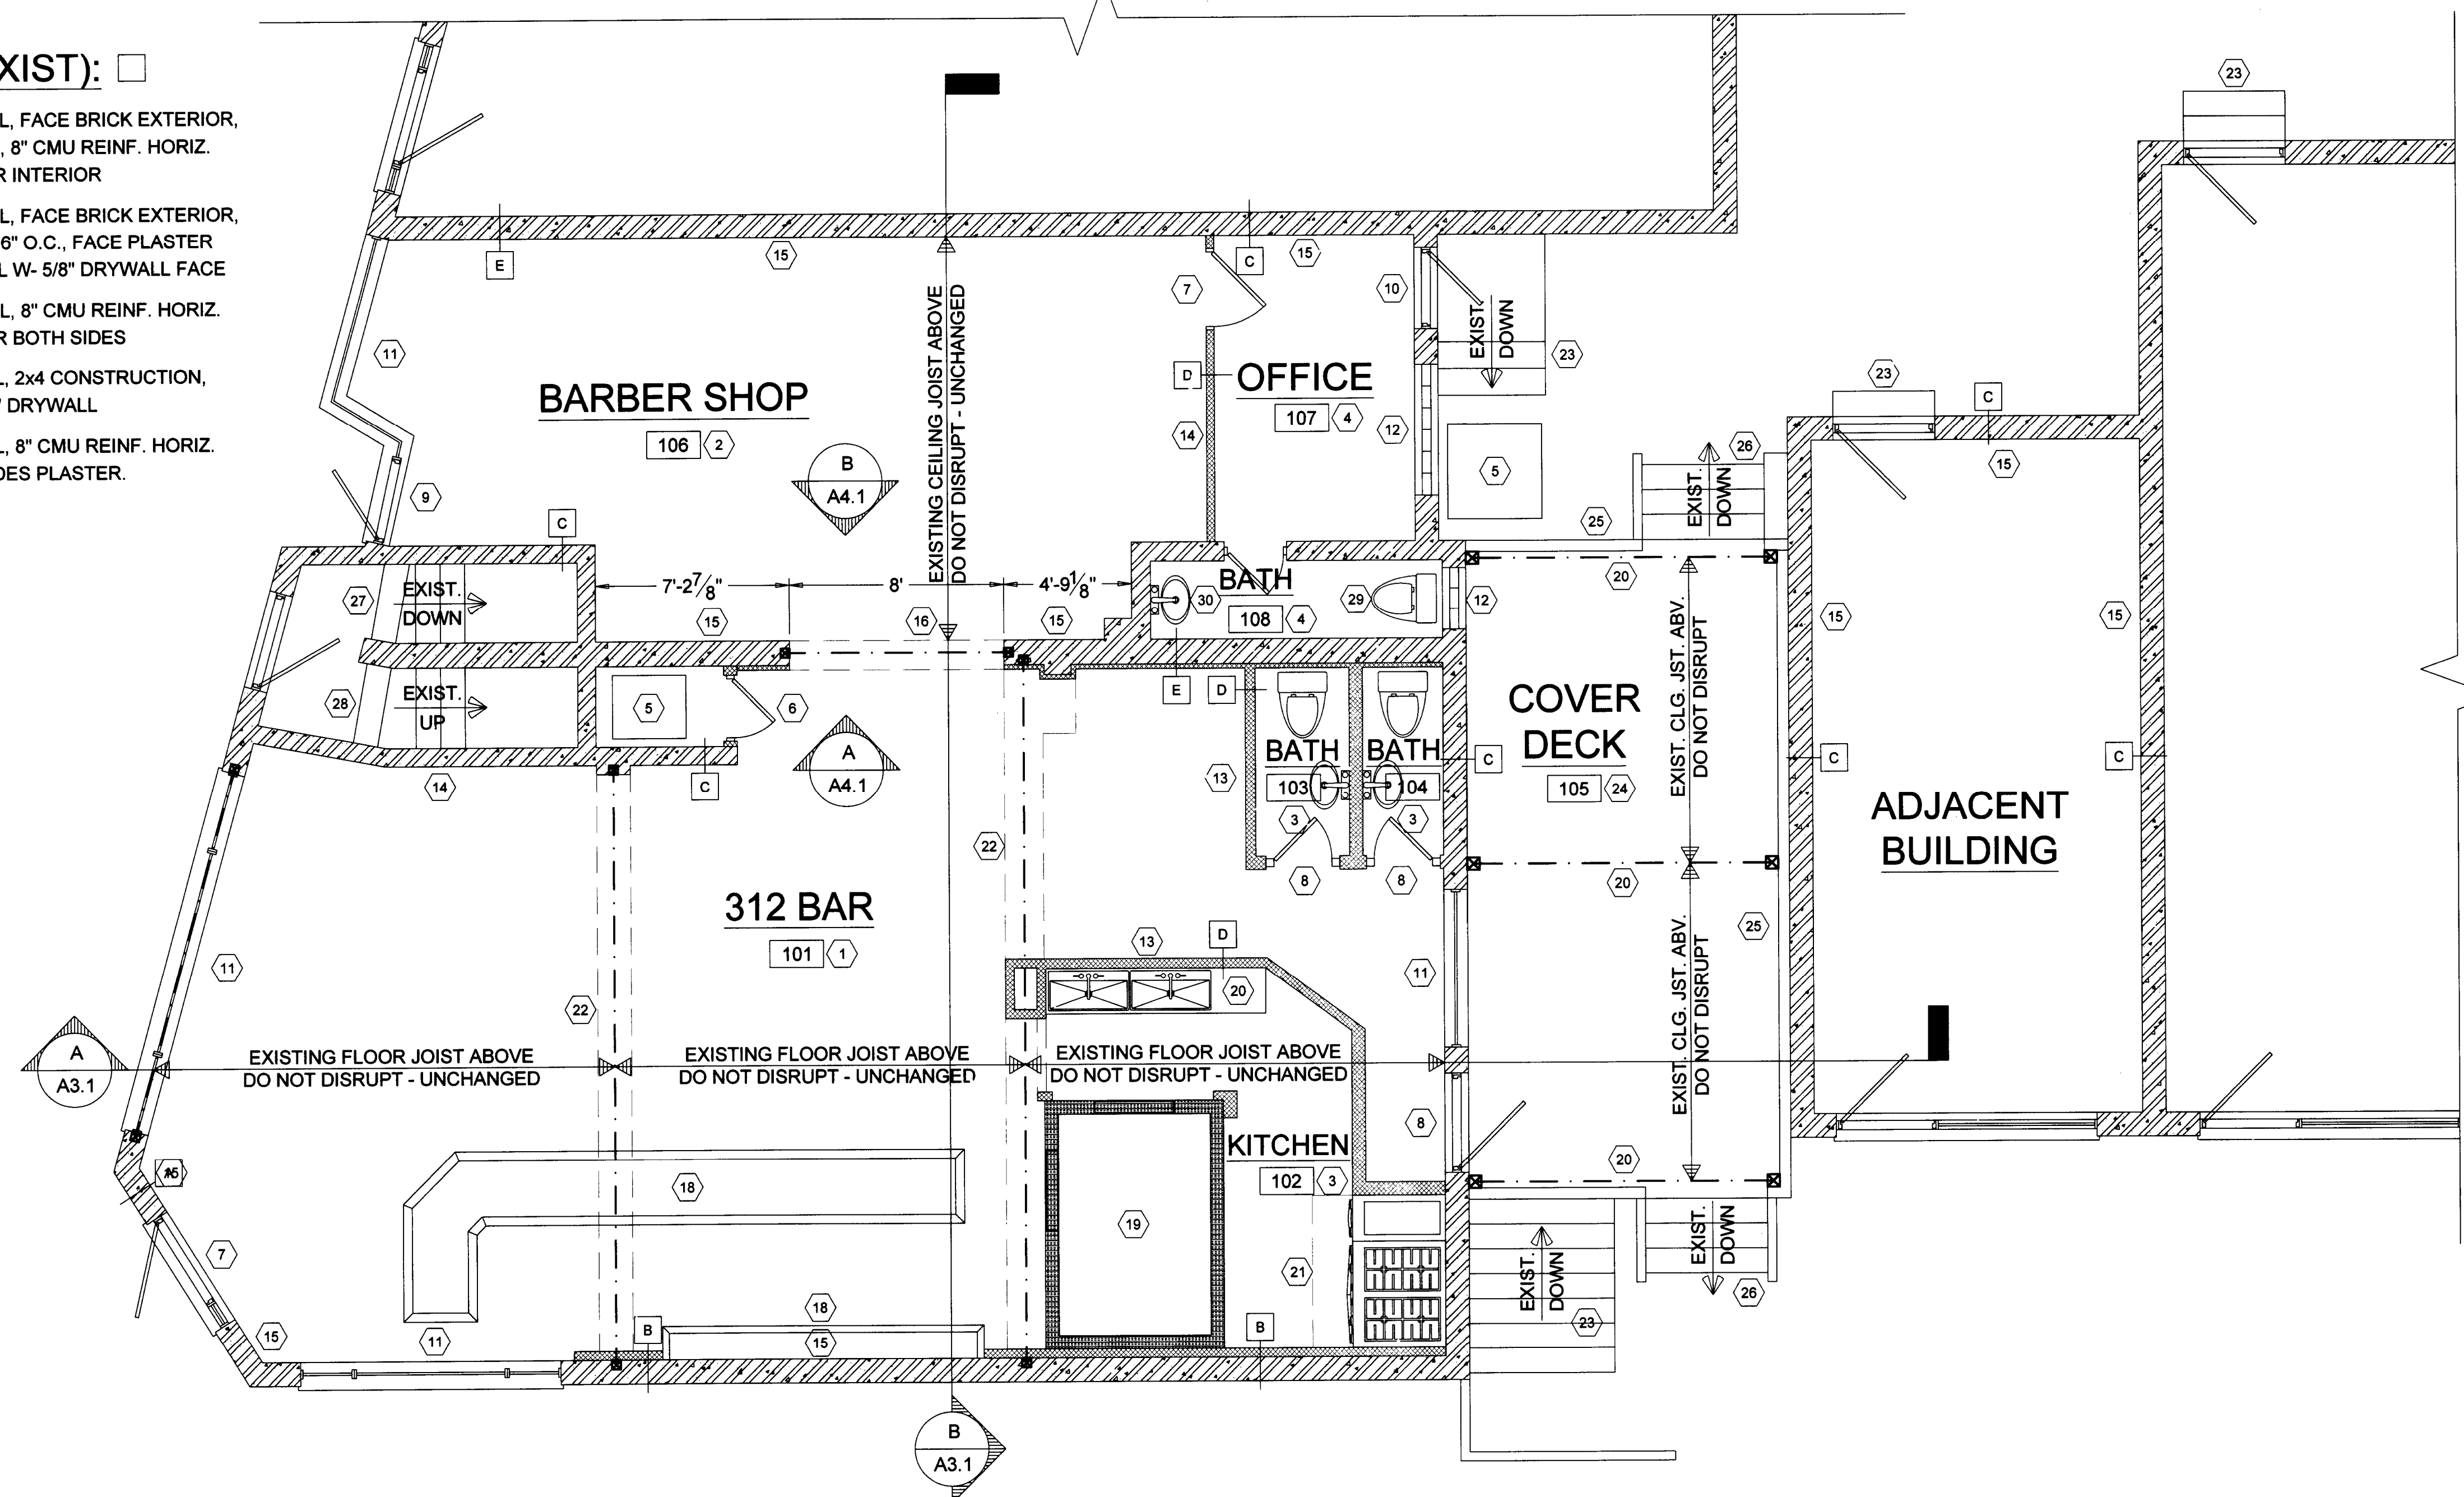 XIST):
L, FACE BRICK EXTERIOR,
, 8" CMU REINF. HORIZ.
R INTERIOR
L, FACE BRICK EXTERIOR,
6" O.C., FACE PLASTER
L W- 5/8" DRYWALL FACE
L, 8" CMU REINF. HORIZ.
R BOTH SIDES
L, 2x4 CONSTRUCTION,
" DRYWALL
L, 8" CMU REINF. HORIZ.
DES PLASTER.
23
E
15
C
15
EXISTING CEILING JOIST ABOVE
DO NOT DISRUPT - UNCHANGED
7
10
EXIST.
DOWN
23
11
BARBER SHOP
106 2
D
OFFICE
107 4
14
12
5
23
C
15
B
A4.1
9
C
26
EXIST.
DOWN
25
27
EXIST.
DOWN
7'-2 7/8"
8'
4'-9 1/8"
15
16
15
BATH
30
108 4
29
12
20
15
15
28
EXIST.
UP
5
6
E
D
C
A
A4.1
14
BATH
103
3
BATH
104
3
13
C
COVER
DECK
105 24
EXIST. CLG. JST. ABV.
DO NOT DISRUPT
C
C
ADJACENT
BUILDING
22
8
8
20
312 BAR
101 1
13
D
20
11
25
EXIST. CLG. JST. ABV.
DO NOT DISRUPT
11
22
A
A3.1
EXISTING FLOOR JOIST ABOVE
DO NOT DISRUPT - UNCHANGED
EXISTING FLOOR JOIST ABOVE
DO NOT DISRUPT - UNCHANGED
EXISTING FLOOR JOIST ABOVE
DO NOT DISRUPT - UNCHANGED
8
KITCHEN
102 3
20
15
18
19
7
21
EXIST.
DOWN
23
EXIST.
DOWN
26
15
11
18
15
B
B
B
A3.1